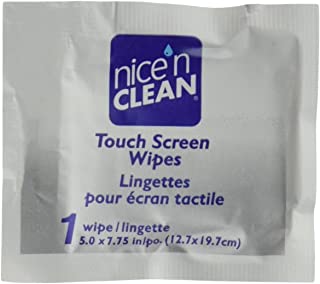 nice'n
CLEAN®
Touch Screen
Wipes
Lingettes
pour écran tactile
1 wipe/lingette
5.0 x 7.75 in/po. (12.7x19.7cm)